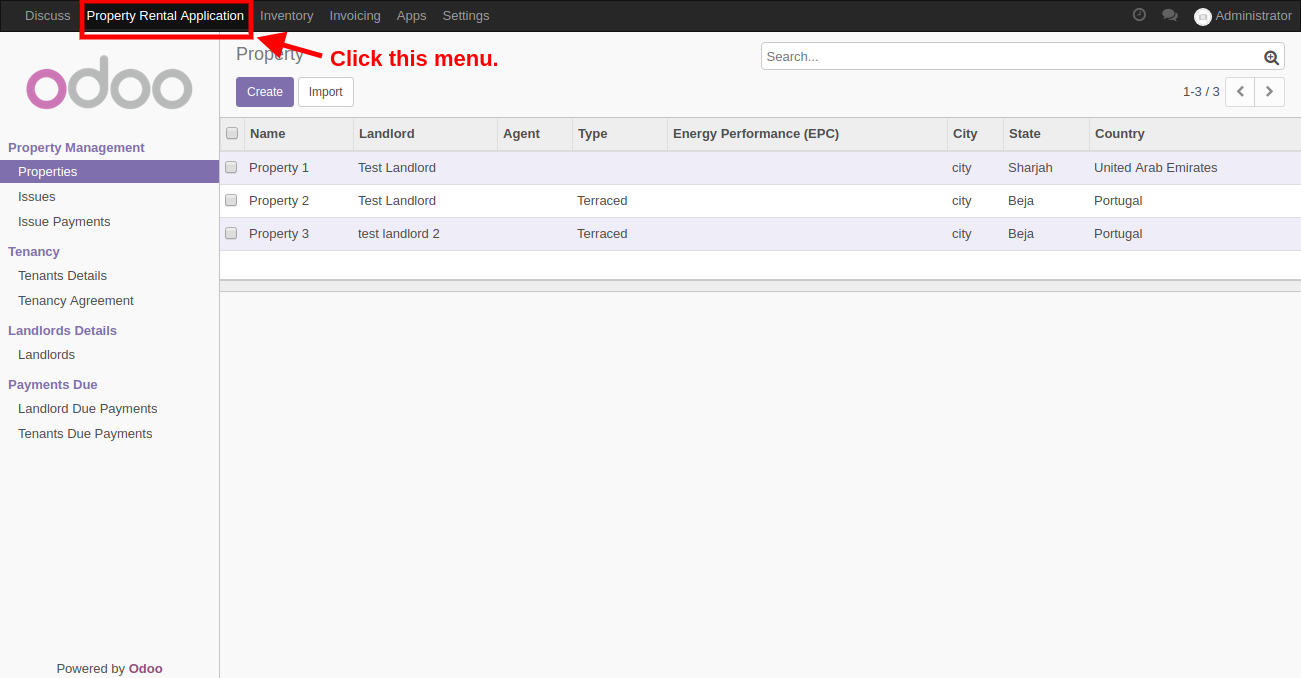 Discuss Property Rental Application Inventory Invoicing Apps Settings Administrator
odoo
Property Management
Properties
Issues
Issue Payments
Tenancy
Tenants Details
Tenancy Agreement
Landlords Details
Landlords
Payments Due
Landlord Due Payments
Tenants Due Payments
Powered by Odoo
Property
Click this menu.
Search...
Create Import
1-3 / 3
Name Landlord Agent Type Energy Performance (EPC) City State Country
Property 1 Test Landlord city Sharjah United Arab Emirates
Property 2 Test Landlord Terraced city Beja Portugal
Property 3 test landlord 2 Terraced city Beja Portugal